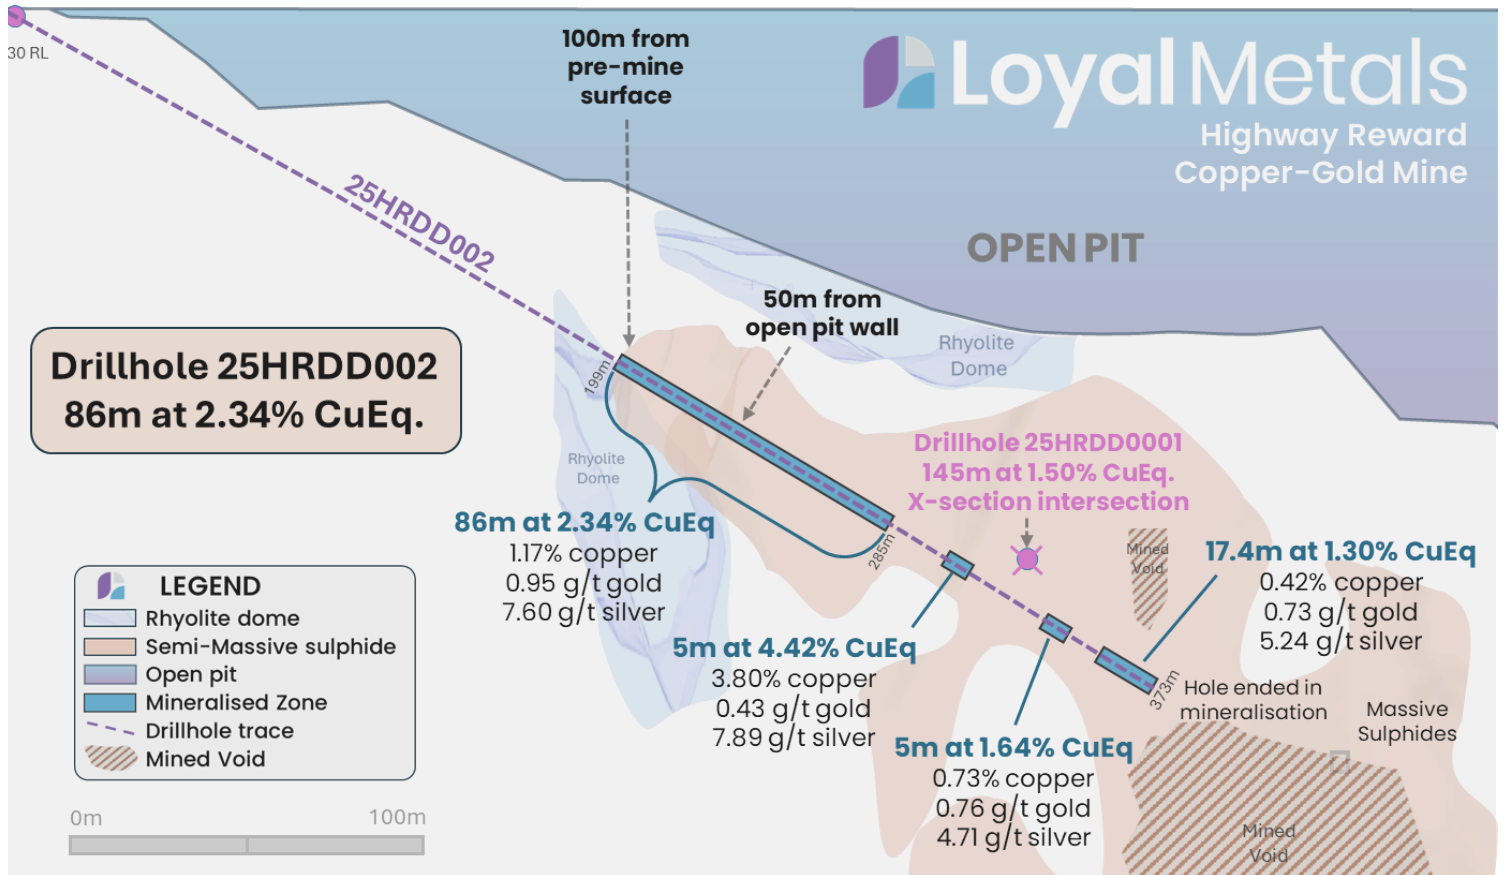 30 RL
100m from
pre-mine
surface
Loyal Metals
Highway Reward
Copper-Gold Mine
OPEN PIT
25HRDD002
50m from
open pit wall
Rhyolite
Dome
Drillhole 25HRDD002
86m at 2.34% CuEq.
199m
Rhyolite
Dome
Drillhole 25HRDD0001
145m at 1.50% CuEq.
X-section intersection
86m at 2.34% CuEq
1.17% copper
0.95 g/t gold
7.60 g/t silver
285m
Mined
Void
17.4m at 1.30% CuEq
0.42% copper
0.73 g/t gold
5.24 g/t silver
5m at 4.42% CuEq
3.80% copper
0.43 g/t gold
7.89 g/t silver
373m
Hole ended in
mineralisation
Massive
Sulphides
5m at 1.64% CuEq
0.73% copper
0.76 g/t gold
4.71 g/t silver
Mined
Void
LEGEND
Rhyolite dome
Semi-Massive sulphide
Open pit
Mineralised Zone
Drillhole trace
Mined Void
0m
100m